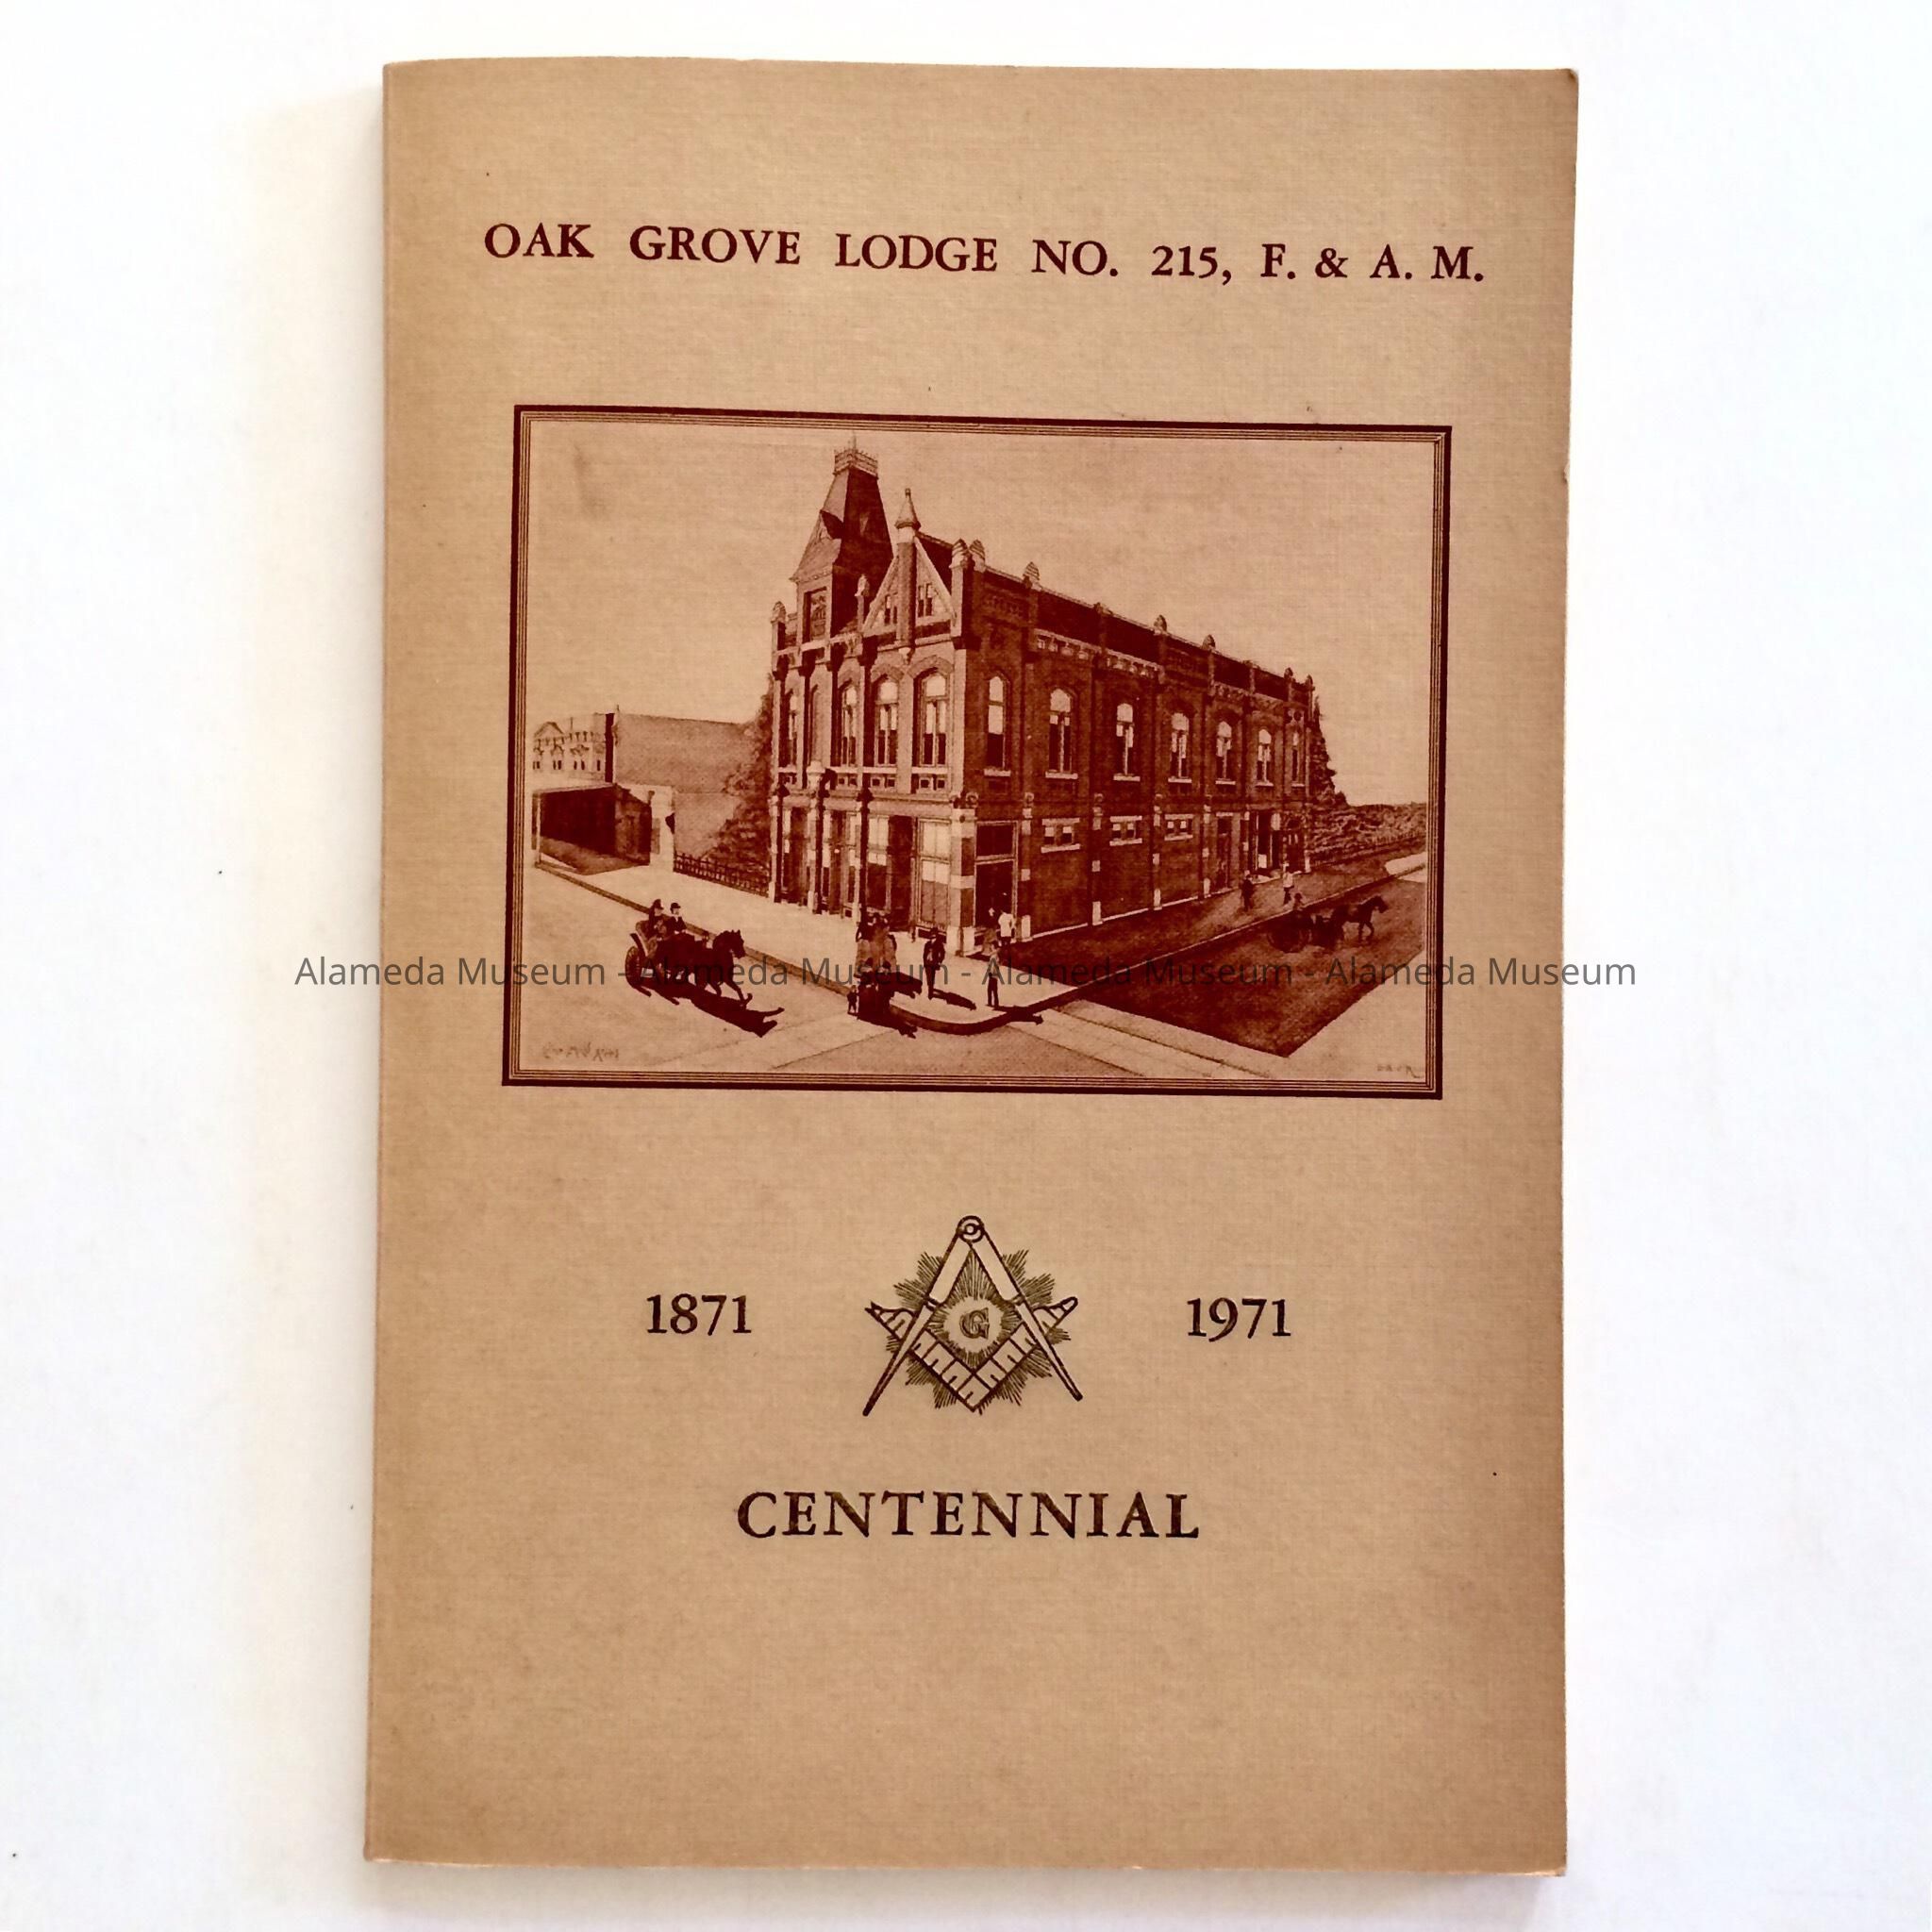 OAK GROVE LODGE NO. 215, F. & A. M.
Alameda Museum - Alameda Museum - Alameda Museum - Alameda Museum
1871 G 1971
CENTENNIAL